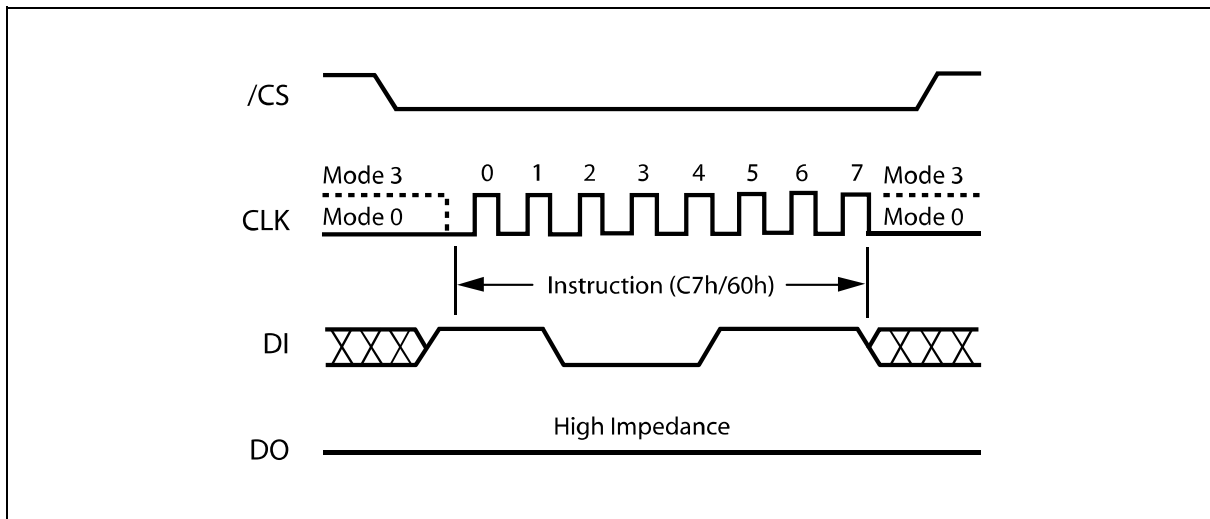 /CS
Mode 3 0 1 2 3 4 5 6 7 Mode 3
CLK Mode 0 Mode 0
Instruction (C7h/60h)
DI
High Impedance
DO